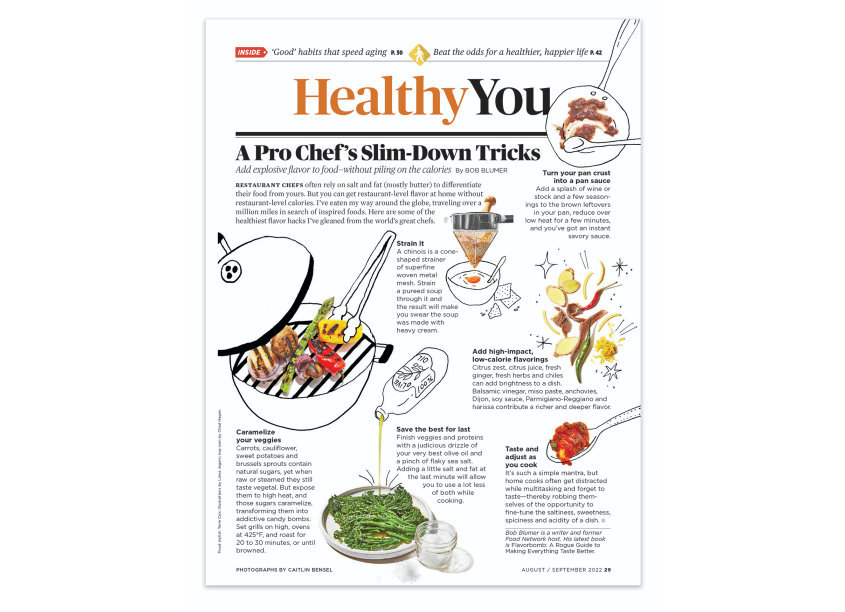 INSIDE 'Good' habits that speed aging P. 30 Beat the odds for a healthier, happier life P. 42
HealthyYou
A Pro Chef's Slim-Down Tricks
Add explosive flavor to food—without piling on the calories By BOB BLUMER
RESTAURANT CHEFS often rely on salt and fat (mostly butter) to differentiate
their food from yours. But you can get restaurant-level flavor at home without
restaurant-level calories. I've eaten my way around the globe, traveling over a
million miles in search of inspired foods. Here are some of the
healthiest flavor hacks I've gleaned from the world's great chefs.
Turn your pan crust
into a pan sauce
Add a splash of wine or
stock and a few season-
ings to the brown leftovers
in your pan, reduce over
low heat for a few minutes,
and you've got an instant
savory sauce.
Strain it
A chinois is a cone-
shaped strainer
of superfine
woven metal
mesh. Strain
a pureed soup
through it and
the result will make
you swear the soup
was made with
heavy cream.
Add high-impact,
low-calorie flavorings
Citrus zest, citrus juice, fresh
ginger, fresh herbs and chiles
can add brightness to a dish.
Balsamic vinegar, miso paste, anchovies,
Dijon, soy sauce, Parmigiano-Reggiano and
harissa contribute a richer and deeper flavor.
OLIVE OIL
100%
Caramelize
your veggies
Carrots, cauliflower,
sweet potatoes and
brussels sprouts contain
natural sugars, yet when
raw or steamed they still
taste vegetal. But expose
them to high heat, and
those sugars caramelize,
transforming them into
addictive candy bombs.
Set grills on high, ovens
at 425°F, and roast for
20 to 30 minutes, or until
browned.
Save the best for last
Finish veggies and proteins
with a judicious drizzle of
your very best olive oil and
a pinch of flaky sea salt.
Adding a little salt and fat at
the last minute will allow
you to use a lot less
of both while
cooking.
Taste and
adjust as
you cook
It's such a simple mantra, but
home cooks often get distracted
while multitasking and forget to
taste—thereby robbing them-
selves of the opportunity to
fine-tune the saltiness, sweetness,
spiciness and acidity of a dish.
Bob Blumer is a writer and former
Food Network host. His latest book
is Flavorbomb: A Rogue Guide to
Making Everything Taste Better.
PHOTOGRAPHS BY CAITLIN BENSEL
AUGUST / SEPTEMBER 2022 29